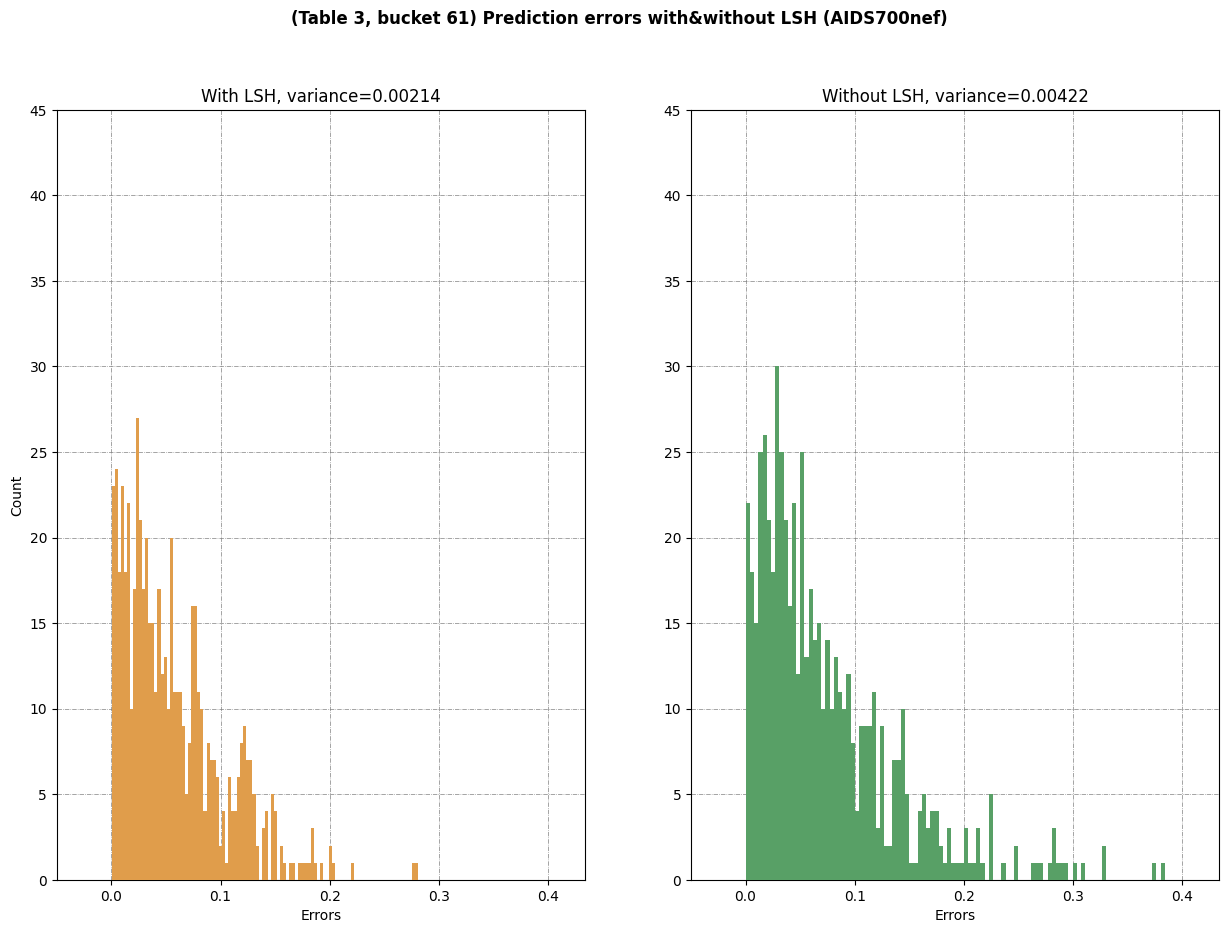 (Table 3, bucket 61) Prediction errors with&without LSH (AIDS700nef)
With LSH, variance=0.00214
45
40
35
30
25
20
15
10
5
0
Count
0.0 0.1 0.2 0.3 0.4
Errors
Without LSH, variance=0.00422
45
40
35
30
25
20
15
10
5
0
0.0 0.1 0.2 0.3 0.4
Errors